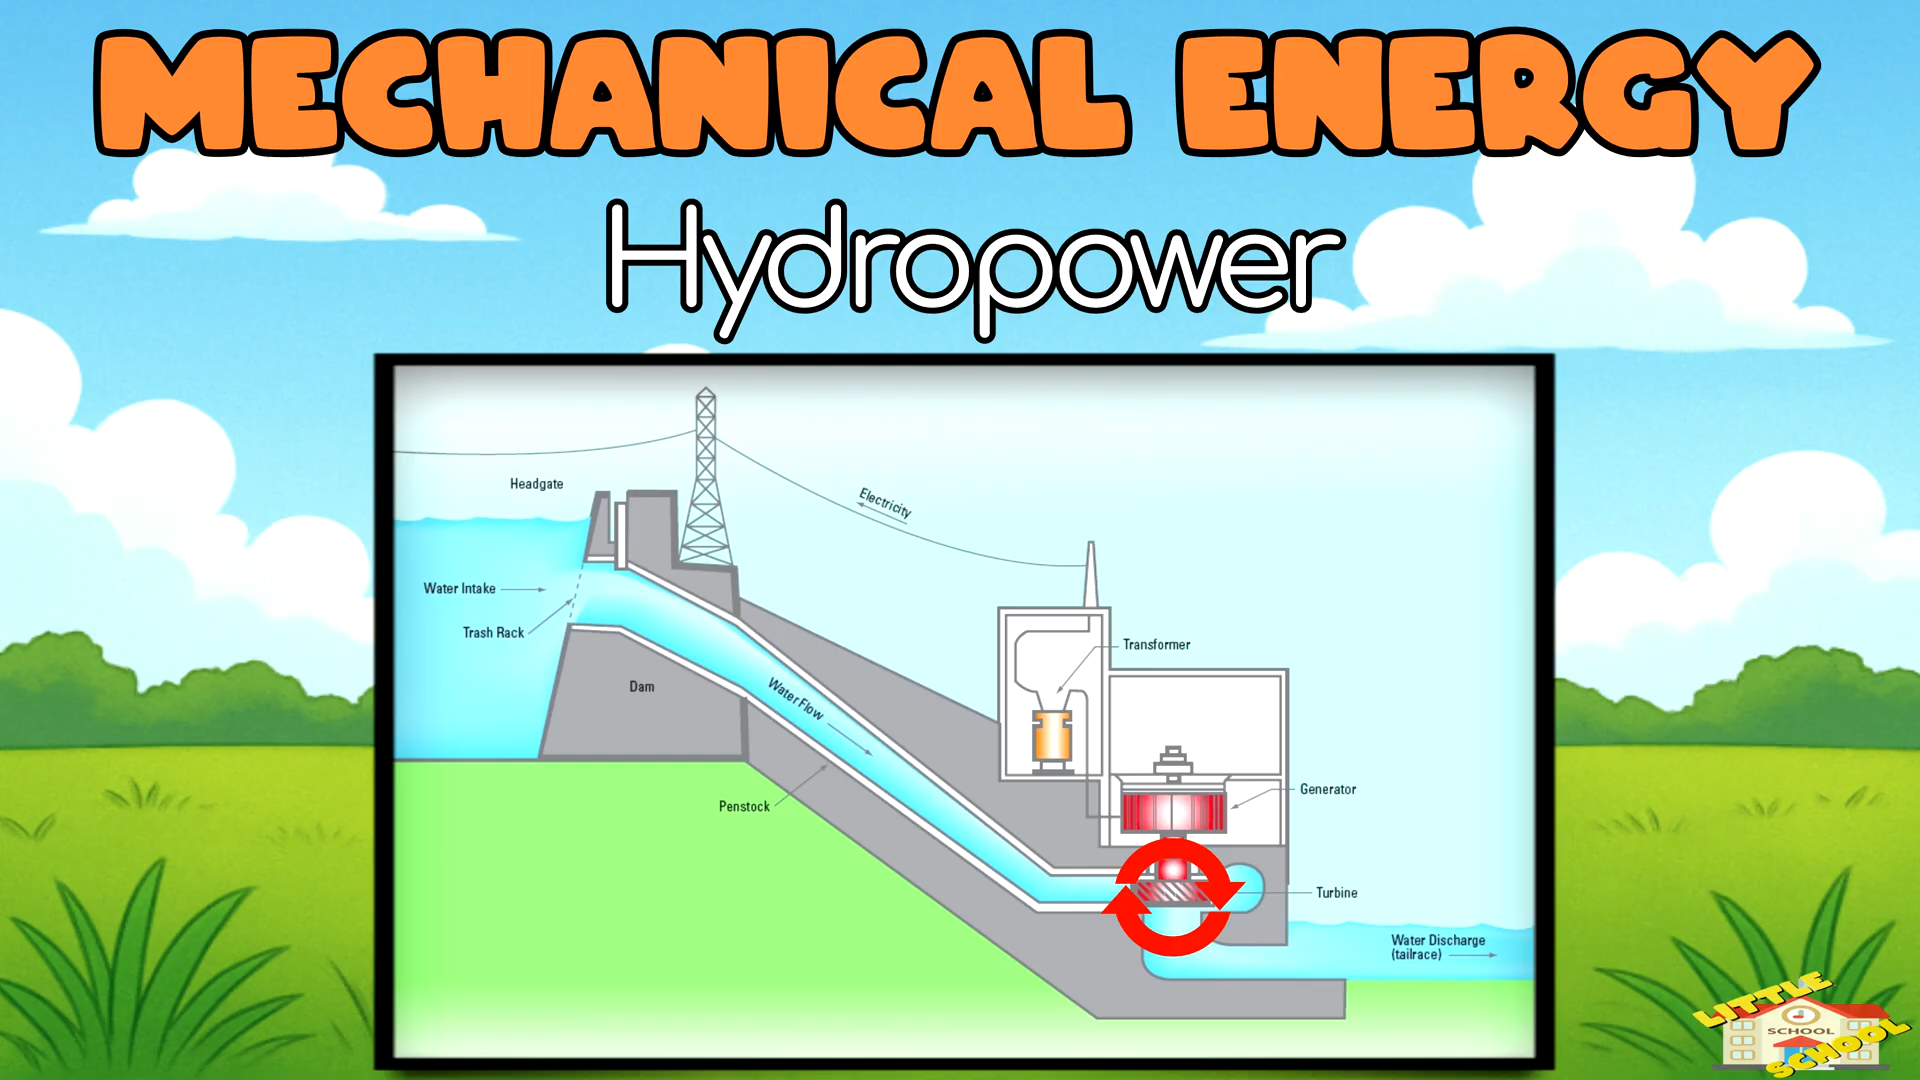 MECHANICAL ENERGY
Hydropower
Headgate
Electricity
Water Intake
Trash Rack
Transformer
Dam
Water Flow
Generator
Penstock
Turbine
Water Discharge
(tailrace)
LITTLE
SCHOOL
SCHOOL